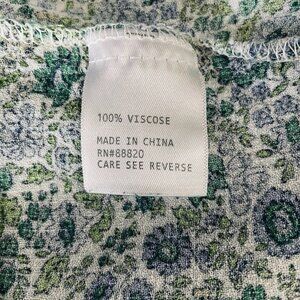 100% VISCOSE
MADE IN CHINA
RN#88820
CARE SEE REVERSE